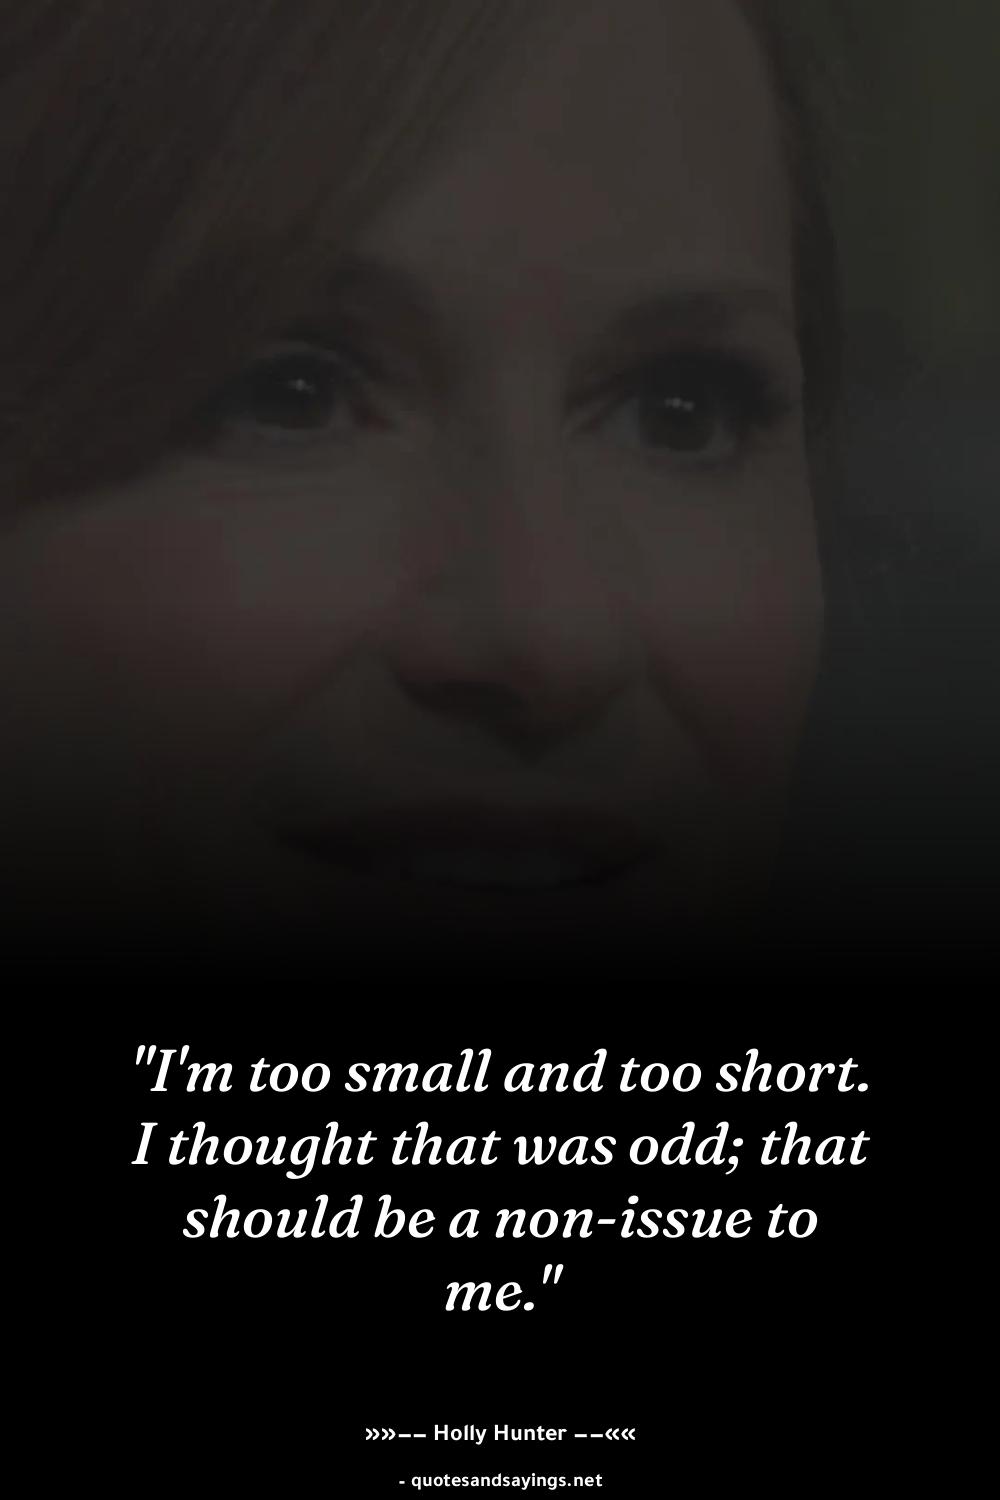 "I'm too small and too short.
I thought that was odd; that
should be a non-issue to
me."
»»−− Holly Hunter −−««
- quotesandsayings.net